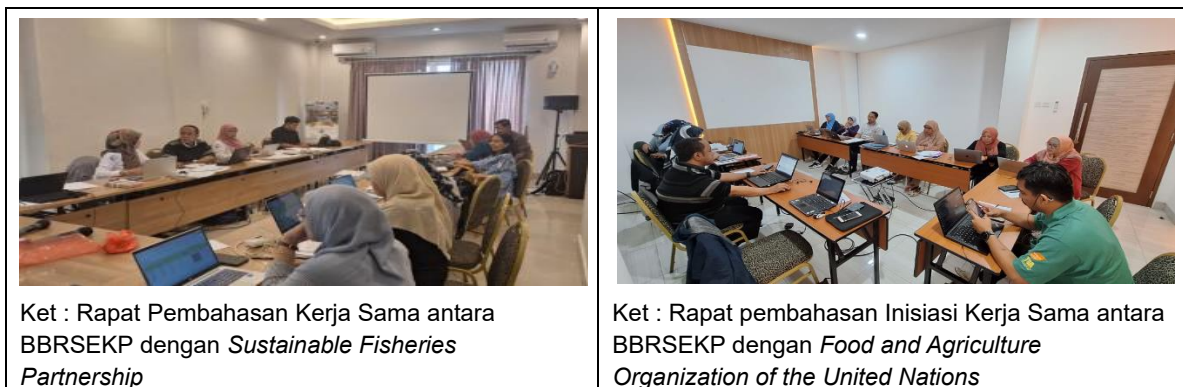 Ket : Rapat Pembahasan Kerja Sama antara
BBRSEKP dengan Sustainable Fisheries
Partnership
Ket : Rapat pembahasan Inisiasi Kerja Sama antara
BBRSEKP dengan Food and Agriculture
Organization of the United Nations